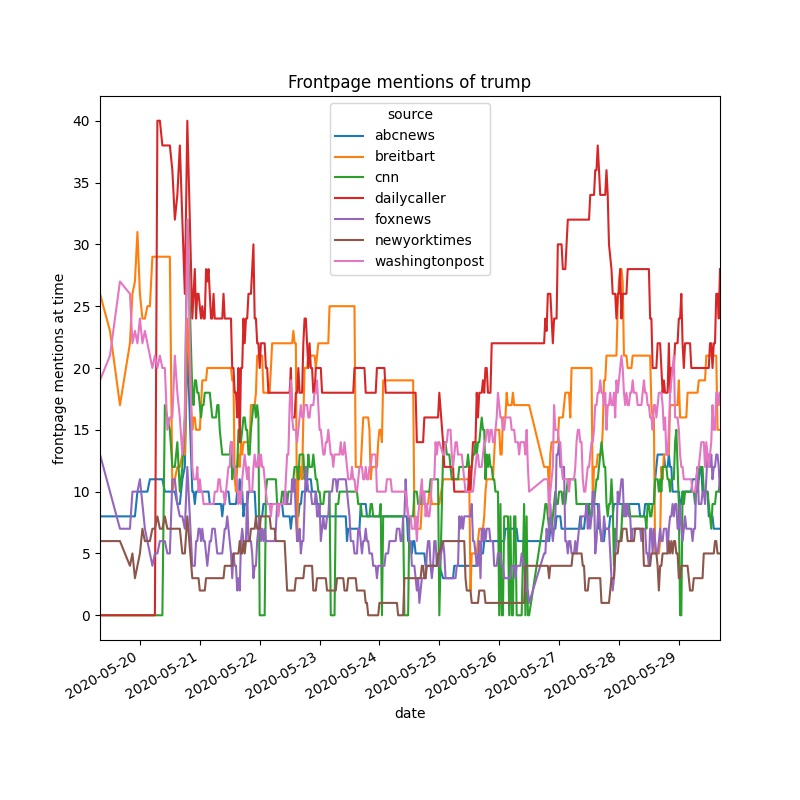 Frontpage mentions of trump
source
abcnews
breitbart
cnn
dailycaller
foxnews
newyorktimes
washingtonpost
frontpage mentions at time
40
35
30
25
20
15
10
5
0
2020-05-20
2020-05-21
2020-05-22
2020-05-23
2020-05-24
2020-05-25
2020-05-26
2020-05-27
2020-05-28
2020-05-29
date